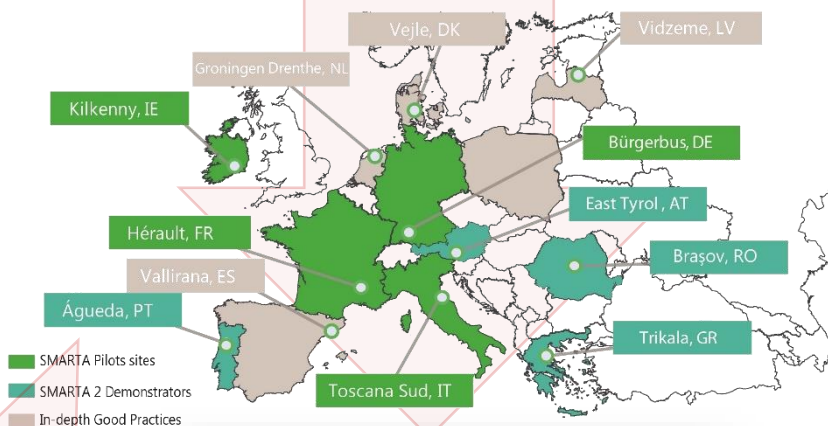 Vejle, DK
Vidzeme, LV
Groningen Drenthe, NL
Kilkenny, IE
Bürgerbus, DE
East Tyrol , AT
Hérault, FR
Brașov, RO
Vallirana, ES
Águeda, PT
Trikala, GR
SMARTA Pilots sites
Toscana Sud, IT
SMARTA 2 Demonstrators
In-depth Good Practices